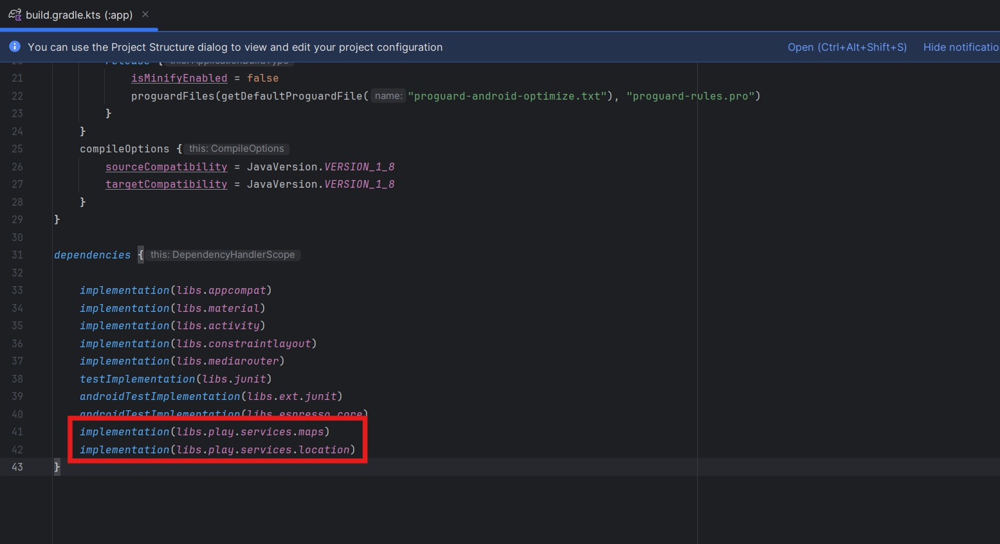 build.gradle.kts (:app)
You can use the Project Structure dialog to view and edit your project configuration Open (Ctrl+Alt+Shift+S) Hide notificatio
20 release { this: ApplicationBuildType
21 isMinifyEnabled = false
22 proguardFiles(getDefaultProguardFile( name: "proguard-android-optimize.txt"), "proguard-rules.pro")
23 }
24 }
25 compileOptions { this: CompileOptions
26 sourceCompatibility = JavaVersion.VERSION_1_8
27 targetCompatibility = JavaVersion.VERSION_1_8
28 }
29 }
30
31 dependencies { this: DependencyHandlerScope
32
33 implementation(libs.appcompat)
34 implementation(libs.material)
35 implementation(libs.activity)
36 implementation(libs.constraintlayout)
37 implementation(libs.mediarouter)
38 testImplementation(libs.junit)
39 androidTestImplementation(libs.ext.junit)
40 androidTestImplementation(libs.espresso.core)
41 implementation(libs.play.services.maps)
42 implementation(libs.play.services.location)
43 }